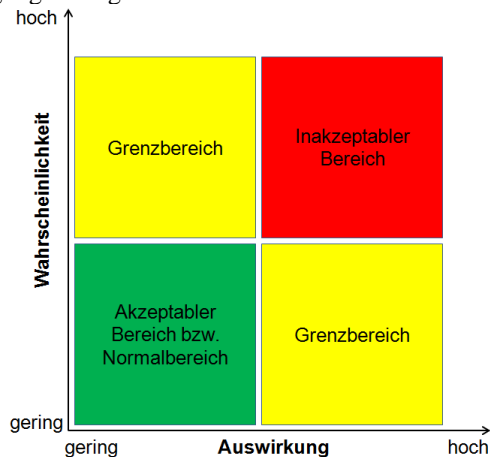 hoch
Wahrscheinlichkeit
Grenzbereich
Inakzeptabler
Bereich
Akzeptabler
Bereich bzw.
Normalbereich
Grenzbereich
gering
gering
Auswirkung
hoch